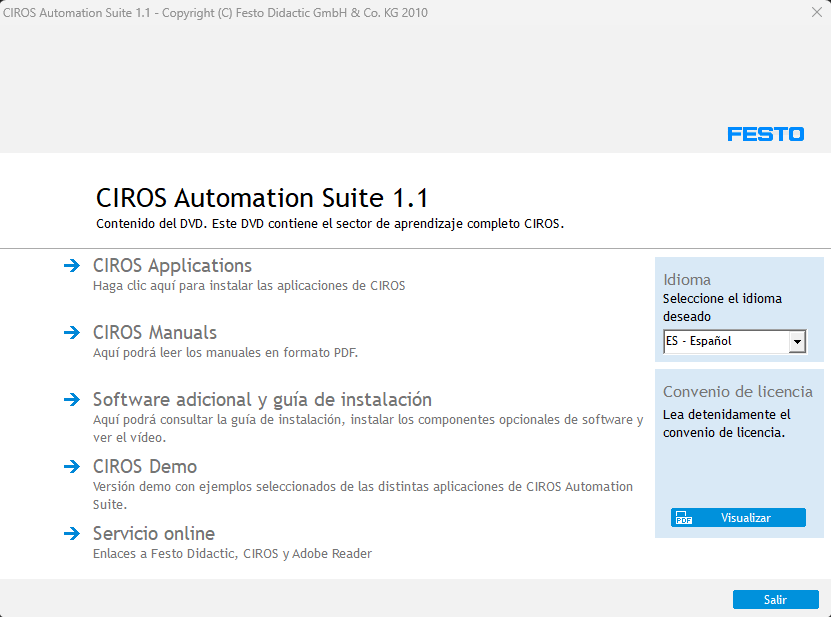 CIROS Automation Suite 1.1 - Copyright (C) Festo Didactic GmbH & Co. KG 2010
FESTO
CIROS Automation Suite 1.1
Contenido del DVD. Este DVD contiene el sector de aprendizaje completo CIROS.
CIROS Applications
Haga clic aquí para instalar las aplicaciones de CIROS
CIROS Manuals
Aquí podrá leer los manuales en formato PDF.
Software adicional y guía de instalación
Aquí podrá consultar la guía de instalación, instalar los componentes opcionales de software y
ver el vídeo.
CIROS Demo
Versión demo con ejemplos seleccionados de las distintas aplicaciones de CIROS Automation
Suite.
Servicio online
Enlaces a Festo Didactic, CIROS y Adobe Reader
Idioma
Seleccione el idioma
deseado
ES - Español
Convenio de licencia
Lea detenidamente el
convenio de licencia.
PDF
Visualizar
Salir